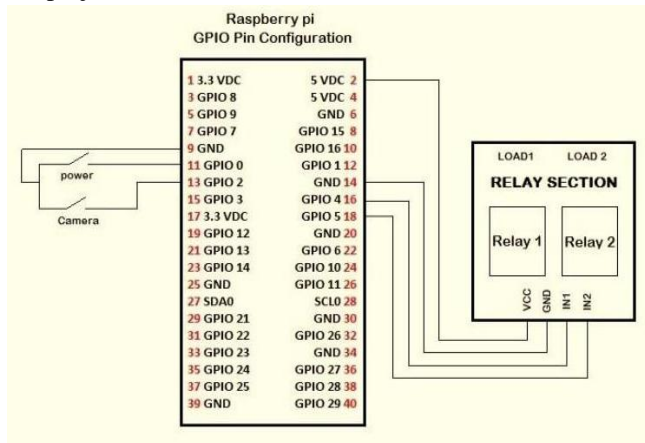 Raspberry pi
GPIO Pin Configuration
1 3.3 VDC 5 VDC 2
3 GPIO 8 5 VDC 4
5 GPIO 9 GND 6
7 GPIO 7 GPIO 15 8
9 GND GPIO 16 10
11 GPIO 0 GPIO 1 12
13 GPIO 2 GND 14
15 GPIO 3 GPIO 4 16
17 3.3 VDC GPIO 5 18
19 GPIO 12 GND 20
21 GPIO 13 GPIO 6 22
23 GPIO 14 GPIO 10 24
25 GND GPIO 11 26
27 SDA0 SCL0 28
29 GPIO 21 GND 30
31 GPIO 22 GPIO 26 32
33 GPIO 23 GND 34
35 GPIO 24 GPIO 27 36
37 GPIO 25 GPIO 28 38
39 GND GPIO 29 40
power
Camera
LOAD1 LOAD 2
RELAY SECTION
Relay 1 Relay 2
VCC GND IN1 IN2